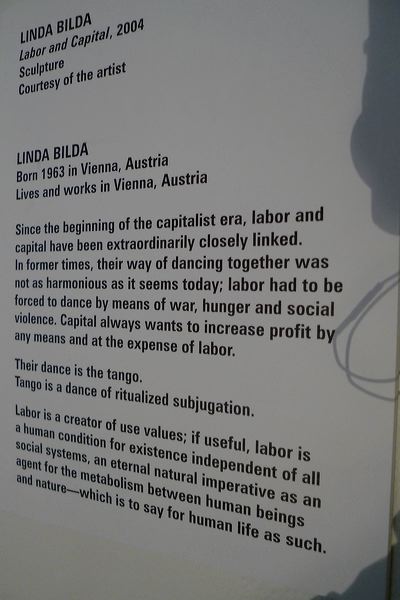 LINDA BILDA
Labor and Capital, 2004
Sculpture
Courtesy of the artist
LINDA BILDA
Born 1963 in Vienna, Austria
Lives and works in Vienna, Austria
Since the beginning of the capitalist era, labor and
capital have been extraordinarily closely linked.
In former times, their way of dancing together was
not as harmonious as it seems today; labor had to be
forced to dance by means of war, hunger and social
violence. Capital always wants to increase profit by
any means and at the expense of labor.
Their dance is the tango.
Tango is a dance of ritualized subjugation.
Labor is a creator of use values; if useful, labor is
a human condition for existence independent of all
social systems, an eternal natural imperative as an
agent for the metabolism between human beings
and nature—which is to say for human life as such.